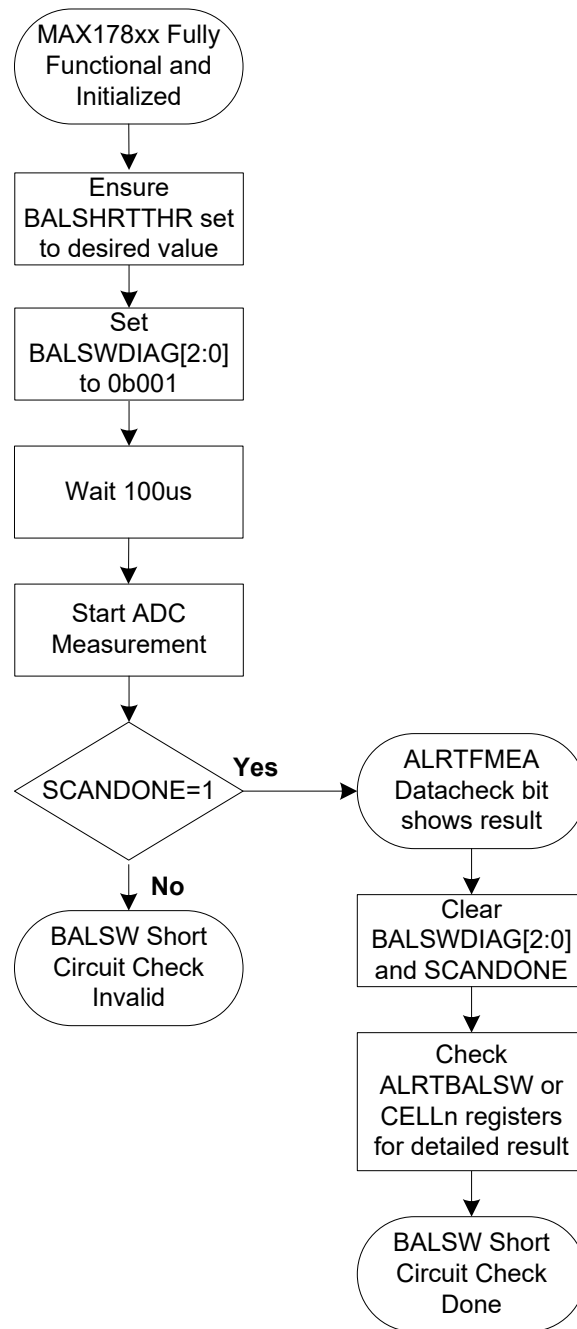 MAX178xx Fully
Functional and
Initialized
Ensure
BALSHRTTHR set
to desired value
Set
BALSWDIAG[2:0]
to 0b001
Wait 100us
Start ADC
Measurement
SCANDONE=1
Yes
No
BALSW Short
Circuit Check
Invalid
ALRTFMEA
Datacheck bit
shows result
Clear
BALSWDIAG[2:0]
and SCANDONE
Check
ALRTBALSW or
CELLn registers
for detailed result
BALSW Short
Circuit Check
Done